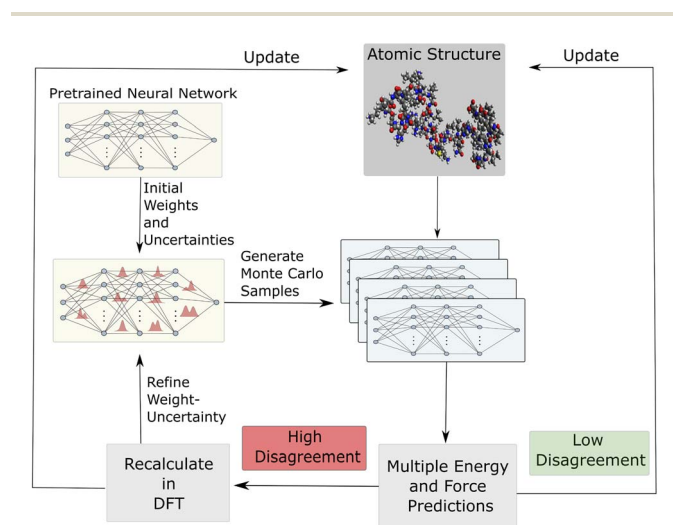 Update
Atomic Structure
Update
Pretrained Neural Network
Initial
Weights
and
Uncertainties
Generate
Monte Carlo
Samples
Refine
Weight-
Uncertainty
High
Disagreement
Low
Disagreement
Recalculate
in
DFT
Multiple Energy
and Force
Predictions